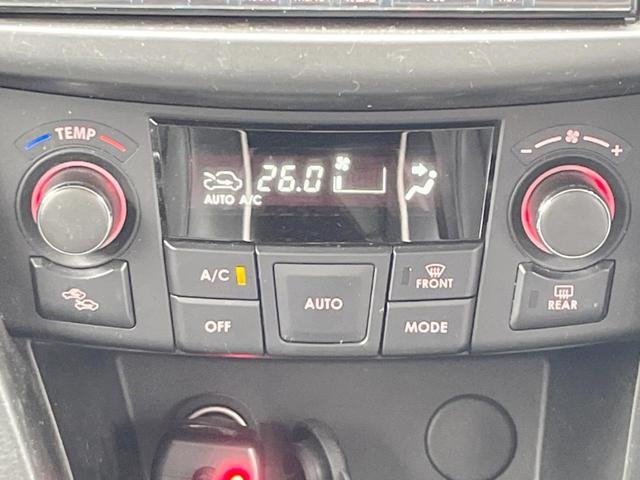 TEMP
- +
26.0
AUTO A/C
A/C
AUTO
FRONT
OFF
MODE
REAR